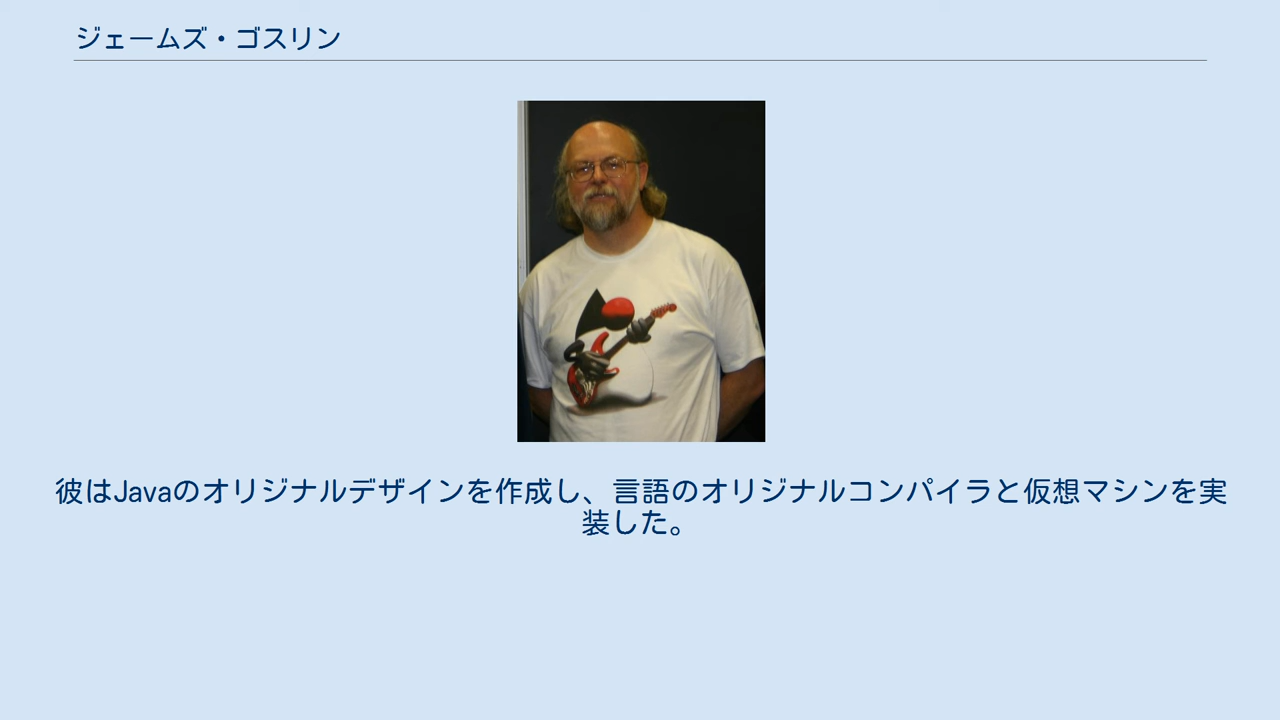 ジェームズ・ゴスリン
彼はJavaのオリジナルデザインを作成し、言語のオリジナルコンパイラと仮想マシンを実
装した。